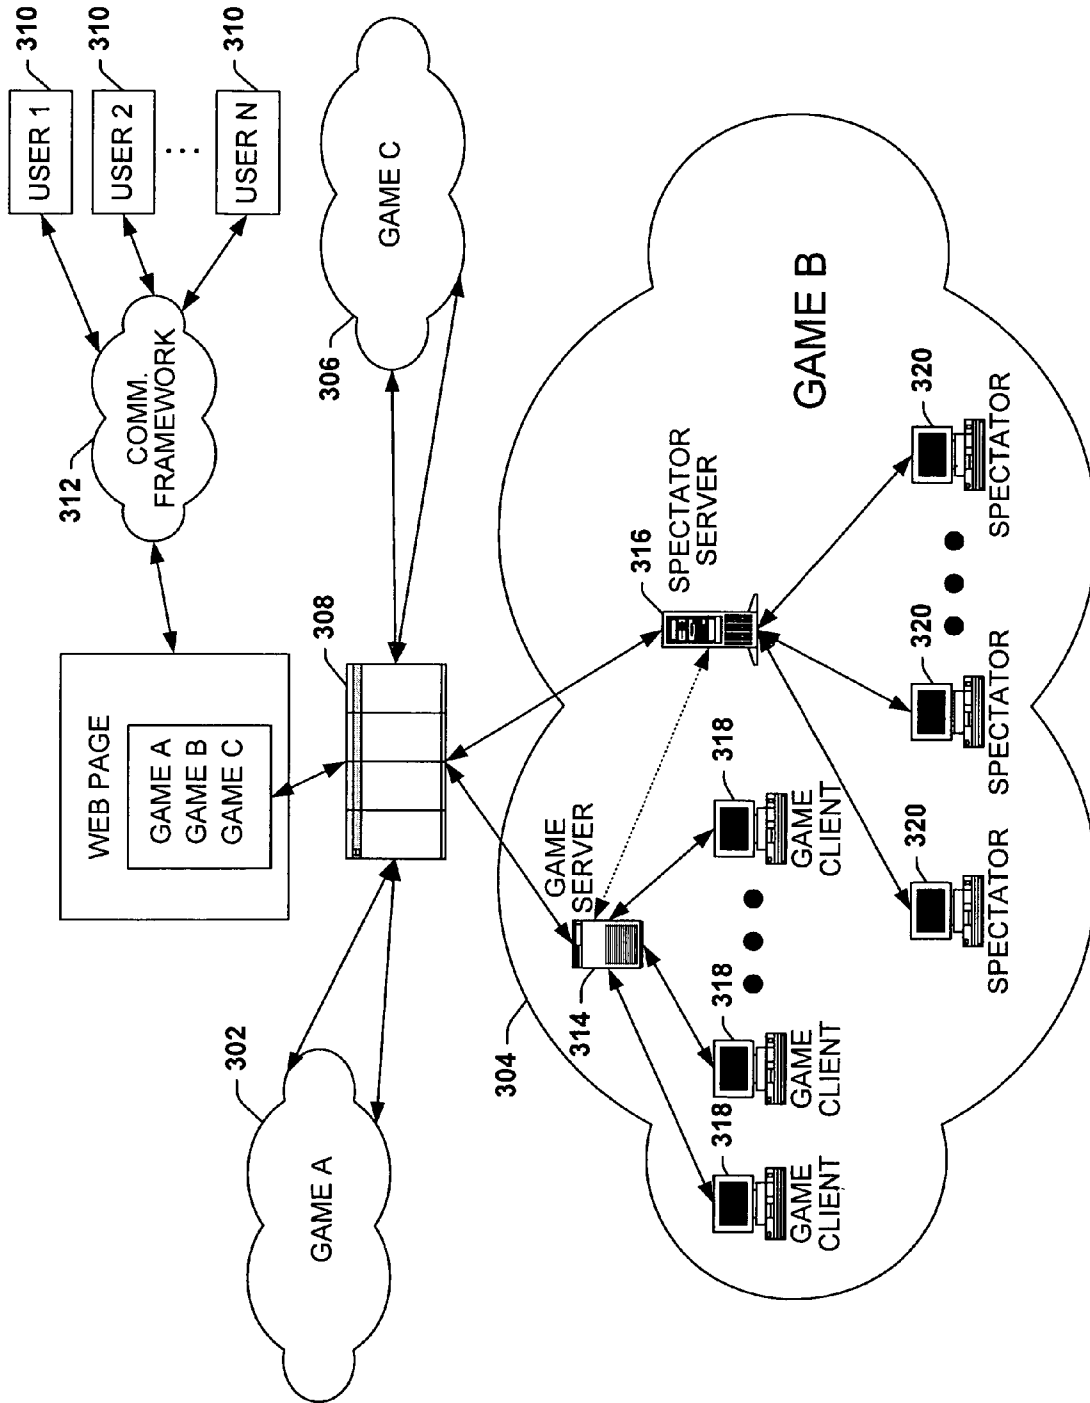 310
310
310
USER 1
USER 2
USER N
312
COMM.
FRAMEWORK
WEB PAGE
GAME A
GAME B
GAME C
308
306
GAME C
302
GAME A
304
GAME B
GAME
SERVER
314
316
SPECTATOR
SERVER
318
GAME
CLIENT
318
GAME
CLIENT
318
GAME
CLIENT
320
SPECTATOR
320
SPECTATOR
320
SPECTATOR